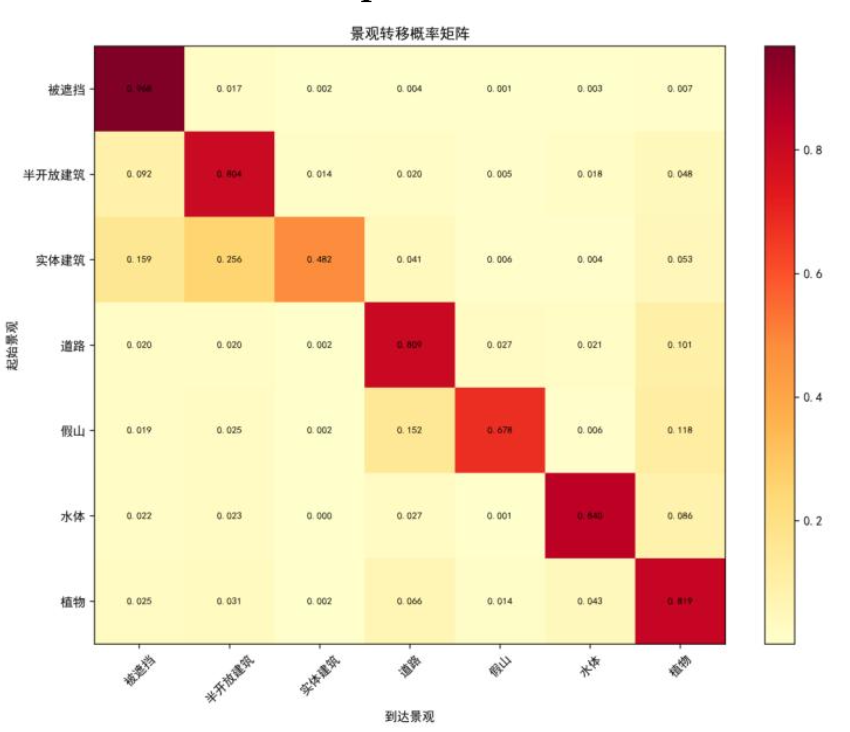 景观转移概率矩阵
被遮挡 0.017 0.002 0.004 0.001 0.003 0.007
半开放建筑 0.092 0.804 0.014 0.020 0.005 0.018 0.048
实体建筑 0.159 0.256 0.482 0.041 0.006 0.004 0.053
道路 0.020 0.020 0.002 0.809 0.027 0.021 0.101
假山 0.019 0.025 0.002 0.152 0.678 0.006 0.118
水体 0.022 0.023 0.000 0.027 0.001 0.840 0.086
植物 0.025 0.031 0.002 0.066 0.014 0.043 0.819
起始景观
被遮挡 半开放建筑 实体建筑 道路 假山 水体 植物
到达景观
0.8
0.6
0.4
0.2